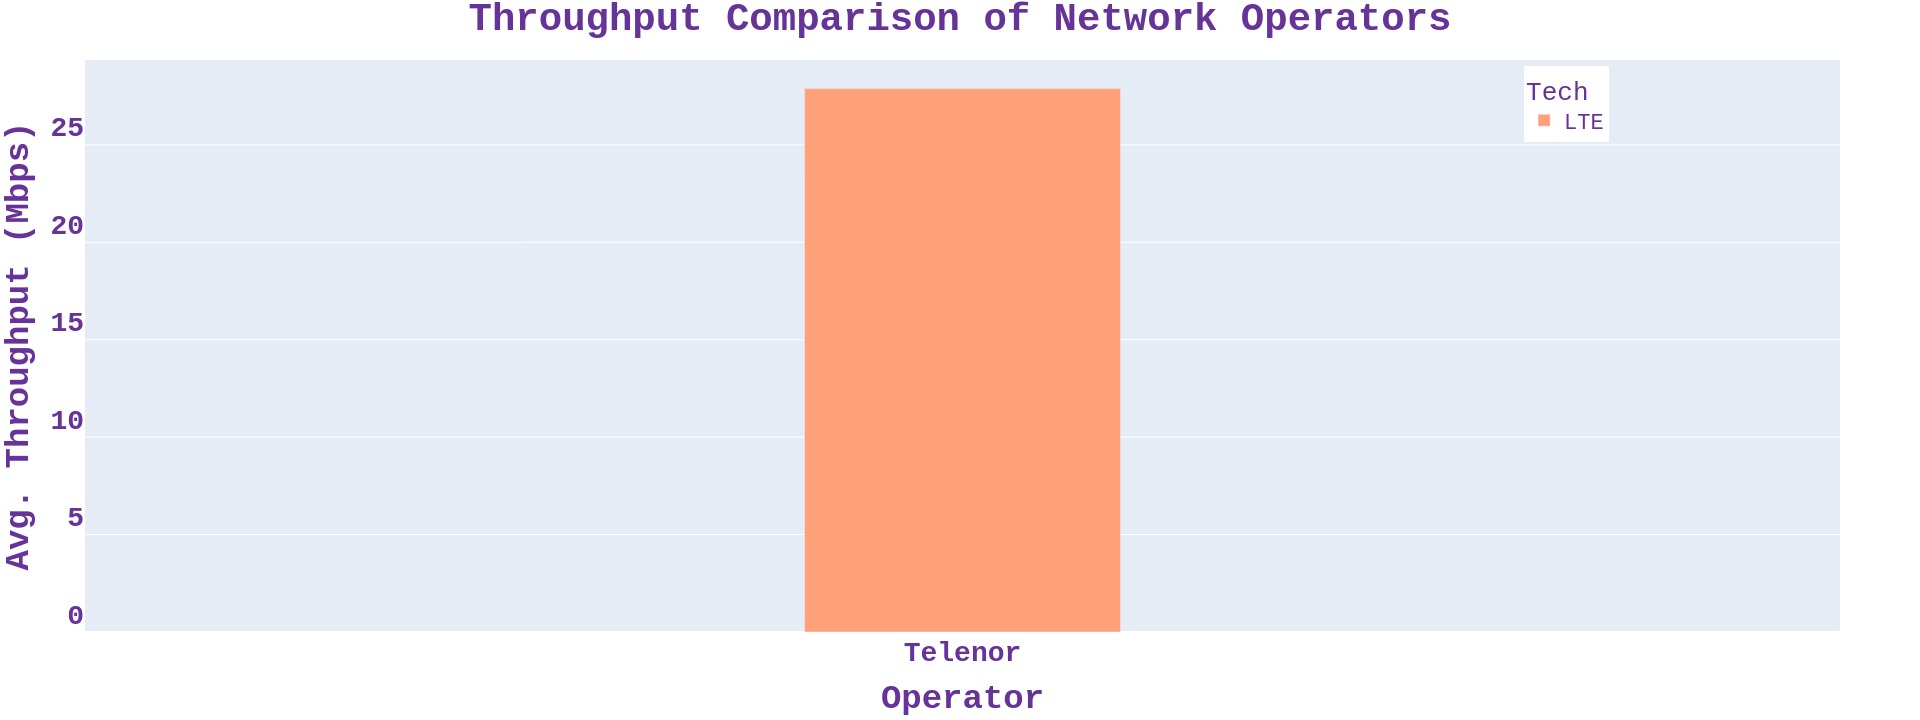 Throughput Comparison of Network Operators
Avg. Throughput (Mbps)
25
20
15
10
5
0
Tech
LTE
Telenor
Operator